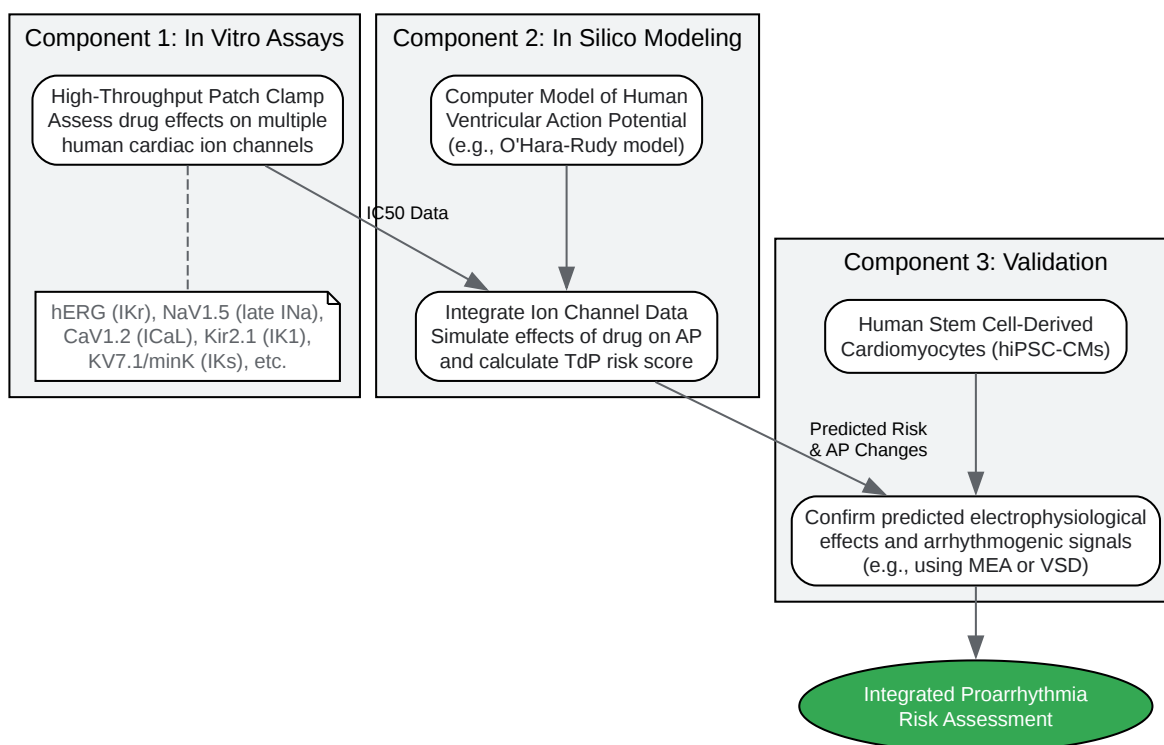 Component 1: In Vitro Assays
High-Throughput Patch Clamp
Assess drug effects on multiple
human cardiac ion channels
hERG (IKr), NaV1.5 (late INa),
CaV1.2 (ICaL), Kir2.1 (IK1),
KV7.1/minK (IKs), etc.
IC50 Data
Component 2: In Silico Modeling
Computer Model of Human
Ventricular Action Potential
(e.g., O'Hara-Rudy model)
Integrate Ion Channel Data
Simulate effects of drug on AP
and calculate TdP risk score
Predicted Risk
& AP Changes
Component 3: Validation
Human Stem Cell-Derived
Cardiomyocytes (hiPSC-CMs)
Confirm predicted electrophysiological
effects and arrhythmogenic signals
(e.g., using MEA or VSD)
Integrated Proarrhythmia
Risk Assessment